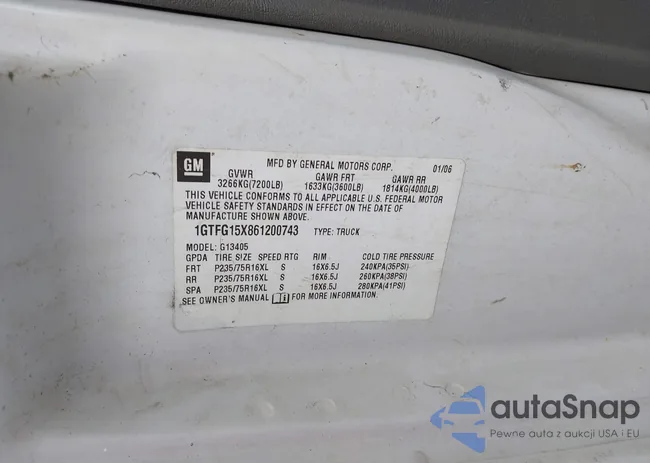 GM
MFD BY GENERAL MOTORS CORP. 01/06
GVWR GAWR FRT GAWR RR
3266KG(7200LB) 1633KG(3600LB) 1814KG(4000LB)
THIS VEHICLE CONFORMS TO ALL APPLICABLE U.S. FEDERAL MOTOR
VEHICLE SAFETY STANDARDS IN EFFECT ON THE DATE OF
MANUFACTURE SHOWN ABOVE.
1GTFG15X861200743 TYPE: TRUCK
MODEL: G13405
GPDA TIRE SIZE SPEED RTG RIM COLD TIRE PRESSURE
FRT P235/75R16XL S 16X6.5J 240KPA(35PSI)
RR P235/75R16XL S 16X6.5J 260KPA(38PSI)
SPA P235/75R16XL S 16X6.5J 280KPA(41PSI)
SEE OWNER'S MANUAL FOR MORE INFORMATION.
autaSnap
Pewne auta z aukcji USA i EU